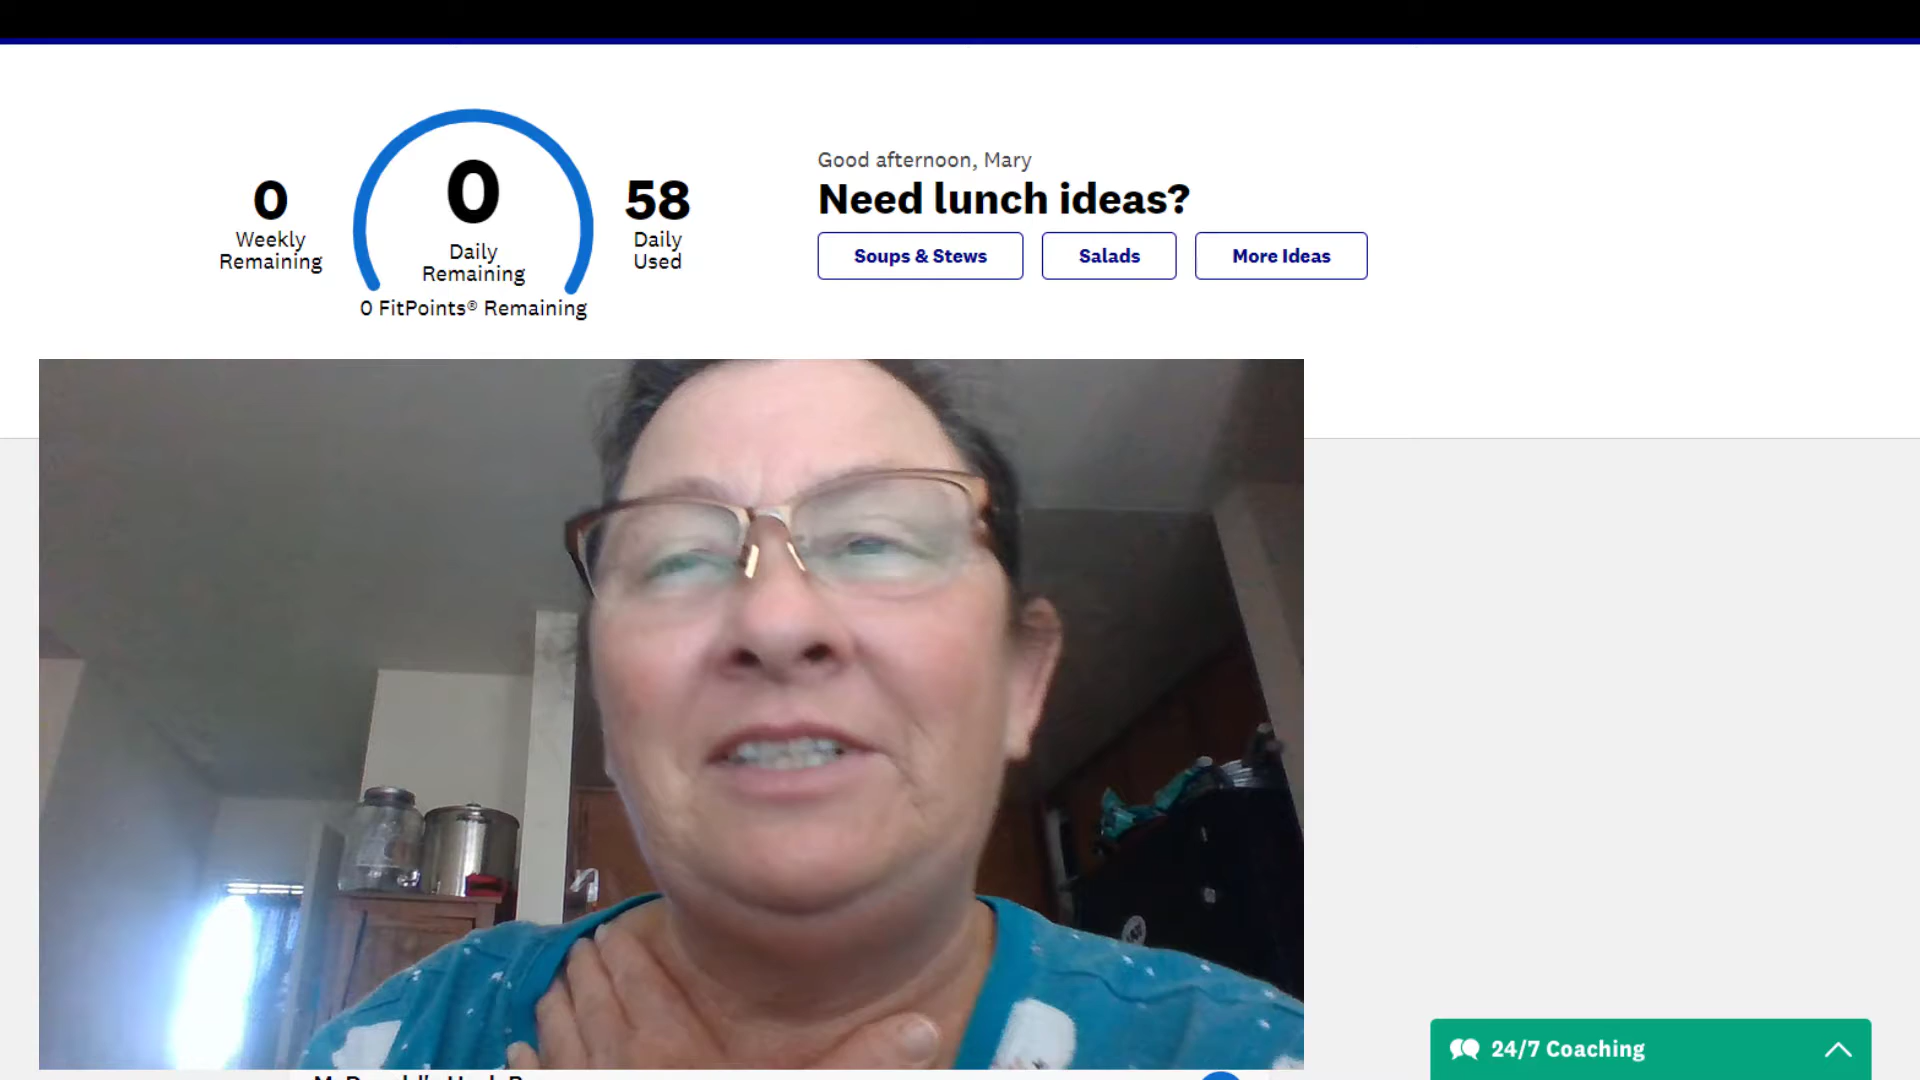 0
Weekly
Remaining
0
Daily
Remaining
0 FitPoints® Remaining
58
Daily
Used
Good afternoon, Mary
Need lunch ideas?
Soups & Stews
Salads
More Ideas
24/7 Coaching